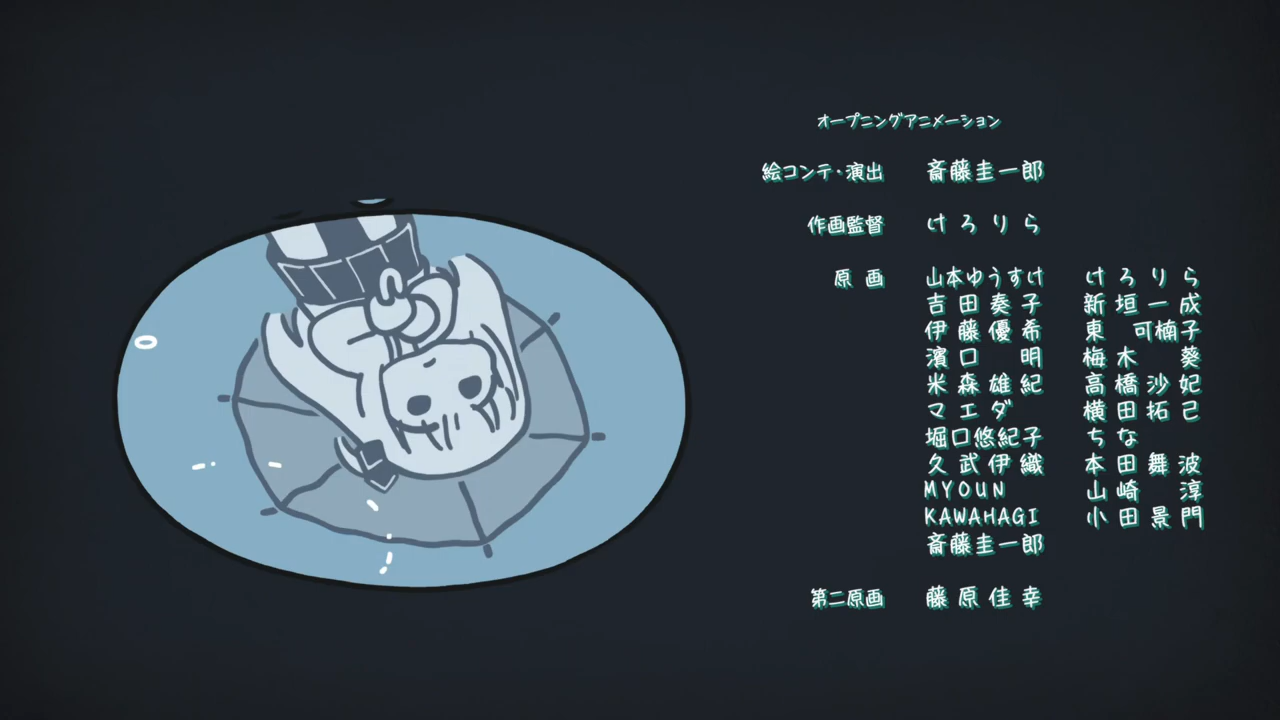 オープニングアニメーション
絵コンテ・演出 斎藤圭一郎
作画監督 けろりら
原画 山本ゆうすけ けろりら
吉田奏子 新垣一成
伊藤優希 東 可楠子
濱口 明 梅木 葵
米森雄紀 高橋沙妃
マエダ 横田拓己
堀口悠紀子 ちな
久武伊織 本田舞波
MYOUN 山崎 淳
KAWAHAGI 小田景門
斎藤圭一郎
第二原画 藤原佳幸